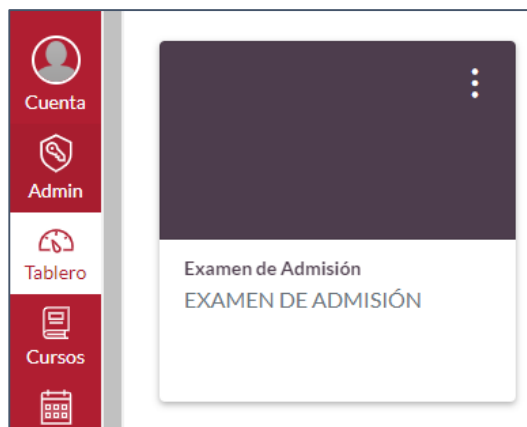 Cuenta
Admin
Tablero
Cursos
Examen de Admisión
EXAMEN DE ADMISIÓN